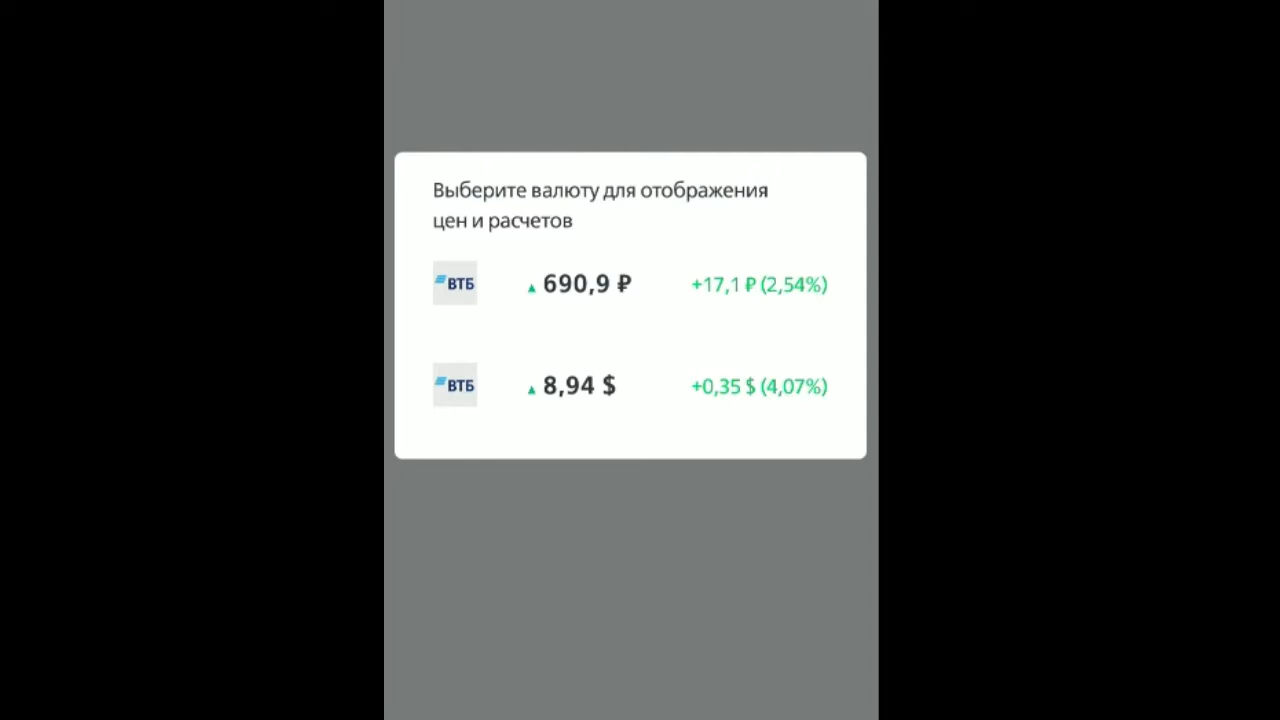 Выберите валюту для отображения
цен и расчетов
ВТБ ▲ 690,9 ₽ +17,1 ₽ (2,54%)
ВТБ ▲ 8,94 $ +0,35 $ (4,07%)